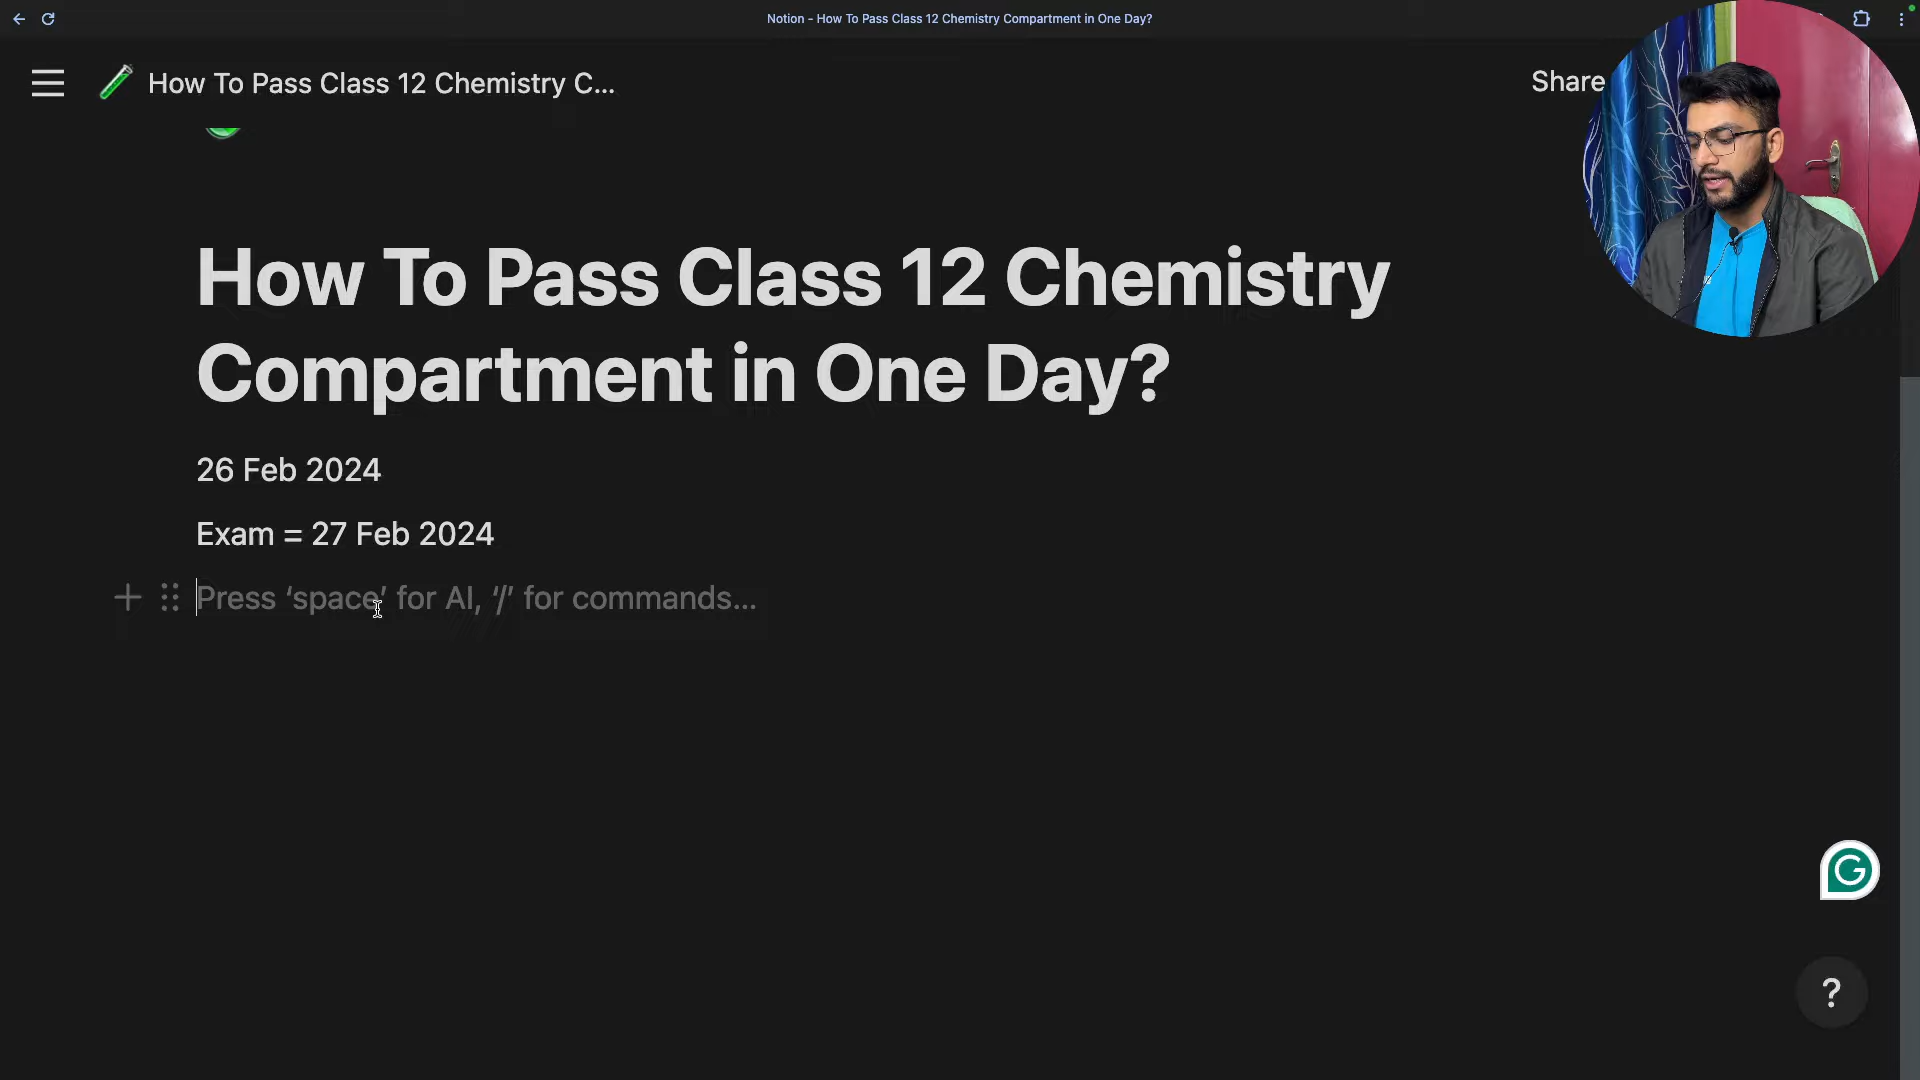 Notion - How To Pass Class 12 Chemistry Compartment in One Day?
How To Pass Class 12 Chemistry C...
Share
How To Pass Class 12 Chemistry
Compartment in One Day?
26 Feb 2024
Exam = 27 Feb 2024
Press ‘space’ for AI, ‘/’ for commands...
G
?